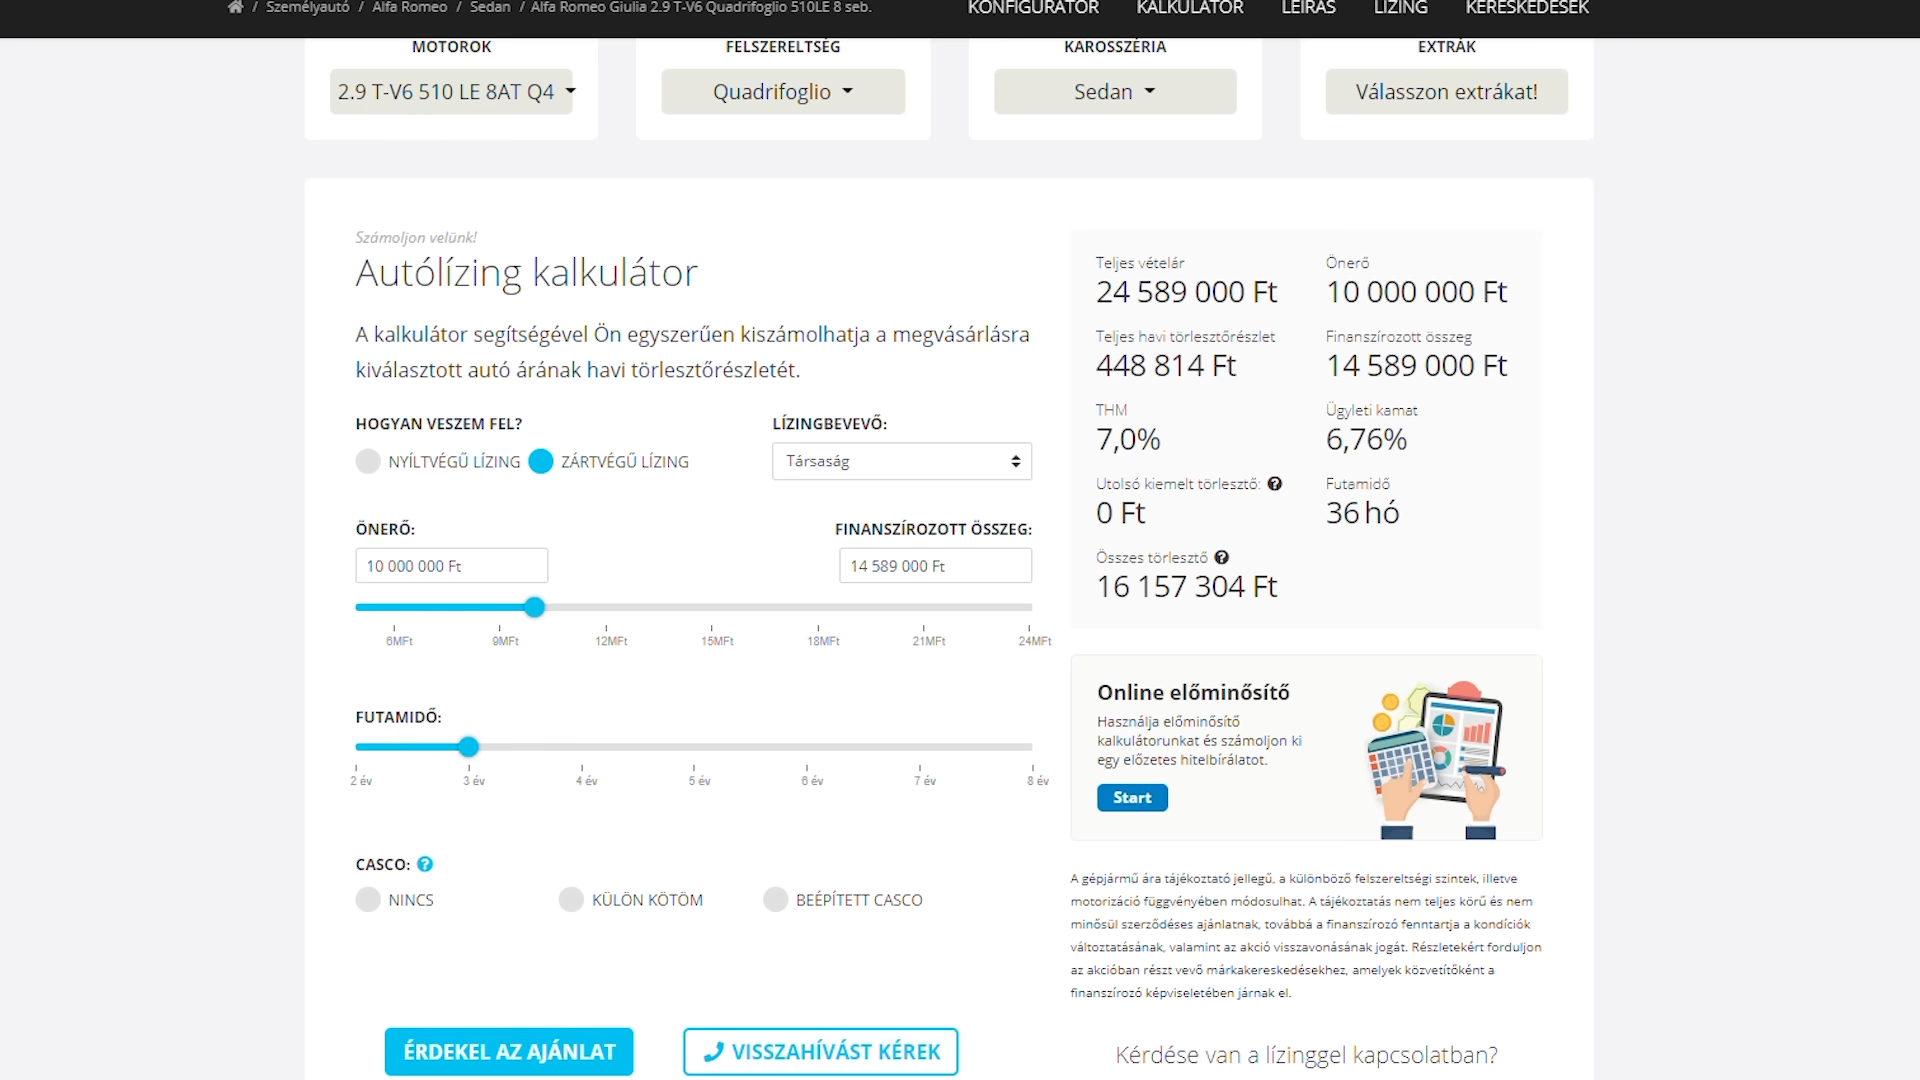 / Személyautó / Alfa Romeo / Sedan / Alfa Romeo Giulia 2.9 T-V6 Quadrifoglio 510LE 8 seb.
KONFIGURÁTOR KALKULÁTOR LEÍRÁS LÍZING KERESKEDÉSEK
MOTOROK
2.9 T-V6 510 LE 8AT Q4
FELSZERELTSÉG
Quadrifoglio
KAROSSZÉRIA
Sedan
EXTRÁK
Válasszon extrákat!
Számoljon velünk!
Autólízing kalkulátor
A kalkulátor segítségével Ön egyszerűen kiszámolhatja a megvásárlásra
kiválasztott autó árának havi törlesztőrészletét.
HOGYAN VESZEM FEL?
NYÍLTVÉGŰ LÍZING ZÁRTVÉGŰ LÍZING
LÍZINGBEVEVŐ:
Társaság
ÖNERŐ:
10 000 000 Ft
FINANSZÍROZOTT ÖSSZEG:
14 589 000 Ft
6MFt 9MFt 12MFt 15MFt 18MFt 21MFt 24MFt
FUTAMIDŐ:
2 év 3 év 4 év 5 év 6 év 7 év 8 év
CASCO: ?
NINCS KÜLÖN KÖTÖM BEÉPÍTETT CASCO
ÉRDEKEL AZ AJÁNLAT
VISSZAHÍVÁST KÉREK
Teljes vételár
24 589 000 Ft
Önerő
10 000 000 Ft
Teljes havi törlesztőrészlet
448 814 Ft
Finanszírozott összeg
14 589 000 Ft
THM
7,0%
Ügyleti kamat
6,76%
Utolsó kiemelt törlesztő: ?
0 Ft
Futamidő
36 hó
Összes törlesztő ?
16 157 304 Ft
Online előminősítő
Használja előminősítő
kalkulátorunkat és számoljon ki
egy előzetes hitelbírálatot.
Start
A gépjármű ára tájékoztató jellegű, a különböző felszereltségi szintek, illetve
motorizáció függvényében módosulhat. A tájékoztatás nem teljes körű és nem
minősül szerződéses ajánlatnak, továbbá a finanszírozó fenntartja a kondíciók
változtatásának, valamint az akció visszavonásának jogát. Részletekért forduljon
az akcióban részt vevő márkakereskedésekhez, amelyek közvetítőként a
finanszírozó képviseletében járnak el.
Kérdése van a lízinggel kapcsolatban?